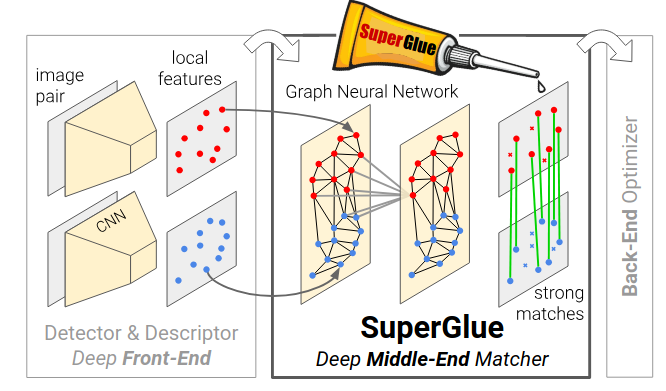 image
pair
local
features
CNN
Detector & Descriptor
Deep Front-End
SuperGlue
Graph Neural Network
strong
matches
SuperGlue
Deep Middle-End Matcher
Back-End Optimizer